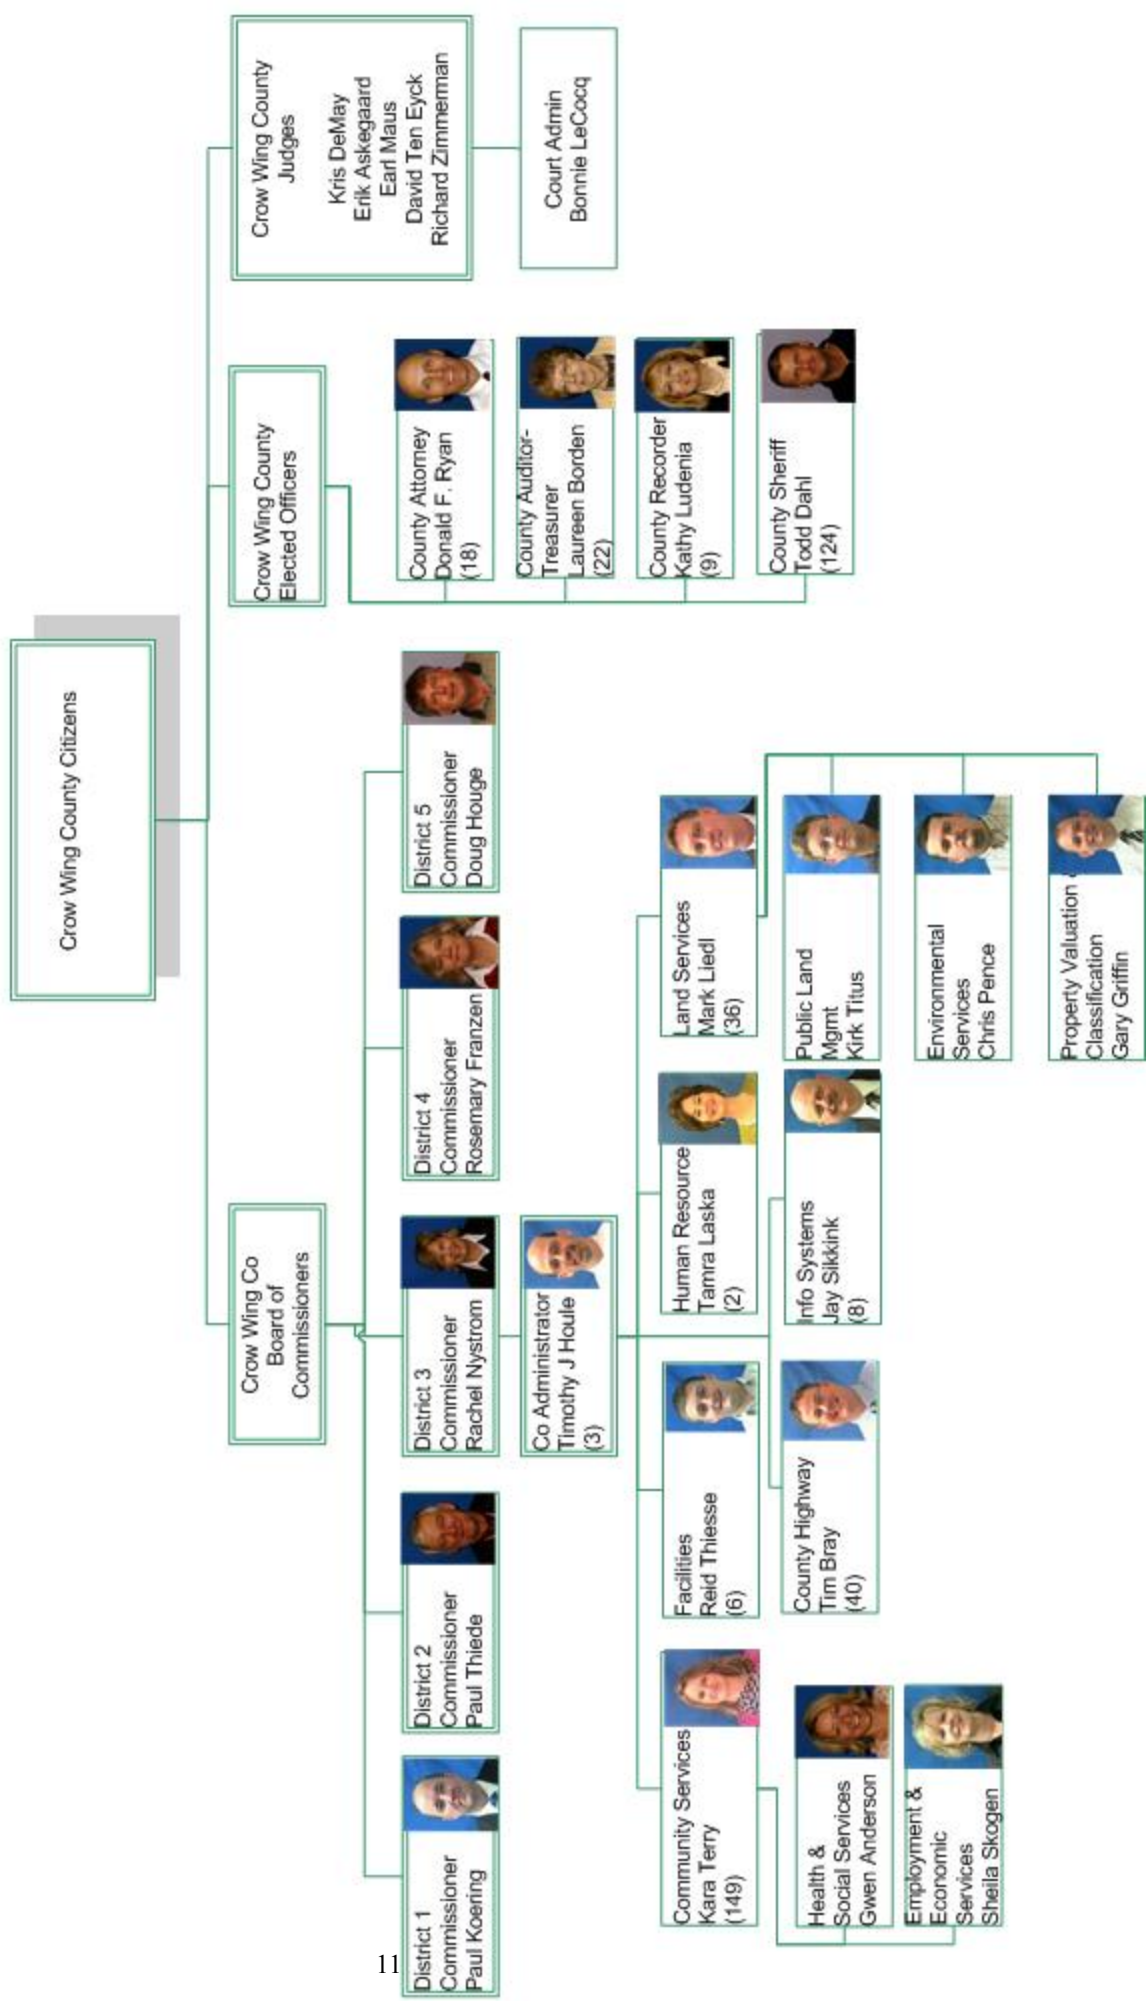 Crow Wing County Citizens
Crow Wing Co
Board of
Commissioners
Crow Wing County
Elected Officers
Crow Wing County
Judges
Kris DeMay
Erik Askegaard
Earl Maus
David Ten Eyck
Richard Zimmerman
Court Admin
Bonnie LeCocq
County Attorney
Donald F. Ryan
(18)
County Auditor-
Treasurer
Laureen Borden
(22)
County Recorder
Kathy Ludenia
(9)
County Sheriff
Todd Dahl
(124)
District 1
Commissioner
Paul Koering
District 2
Commissioner
Paul Thiede
District 3
Commissioner
Rachel Nystrom
District 4
Commissioner
Rosemary Franzen
District 5
Commissioner
Doug Houge
Co Administrator
Timothy J Houle
(3)
Community Services
Kara Terry
(149)
Facilities
Reid Thiesse
(6)
Human Resource
Tamra Laska
(2)
Land Services
Mark Liedl
(36)
Health &
Social Services
Gwen Anderson
Employment &
Economic
Services
Sheila Skogen
County Highway
Tim Bray
(40)
Info Systems
Jay Sikkink
(8)
Public Land
Mgmt
Kirk Titus
Environmental
Services
Chris Pence
Property Valuation &
Classification
Gary Griffin
11